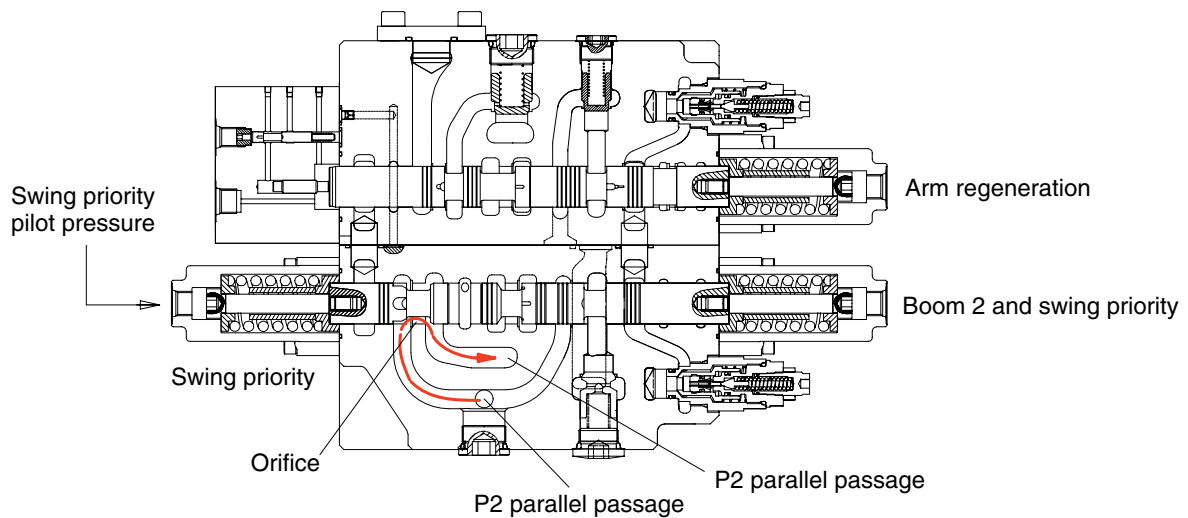 Swing priority
pilot pressure
Arm regeneration
Boom 2 and swing priority
Swing priority
Orifice
P2 parallel passage
P2 parallel passage